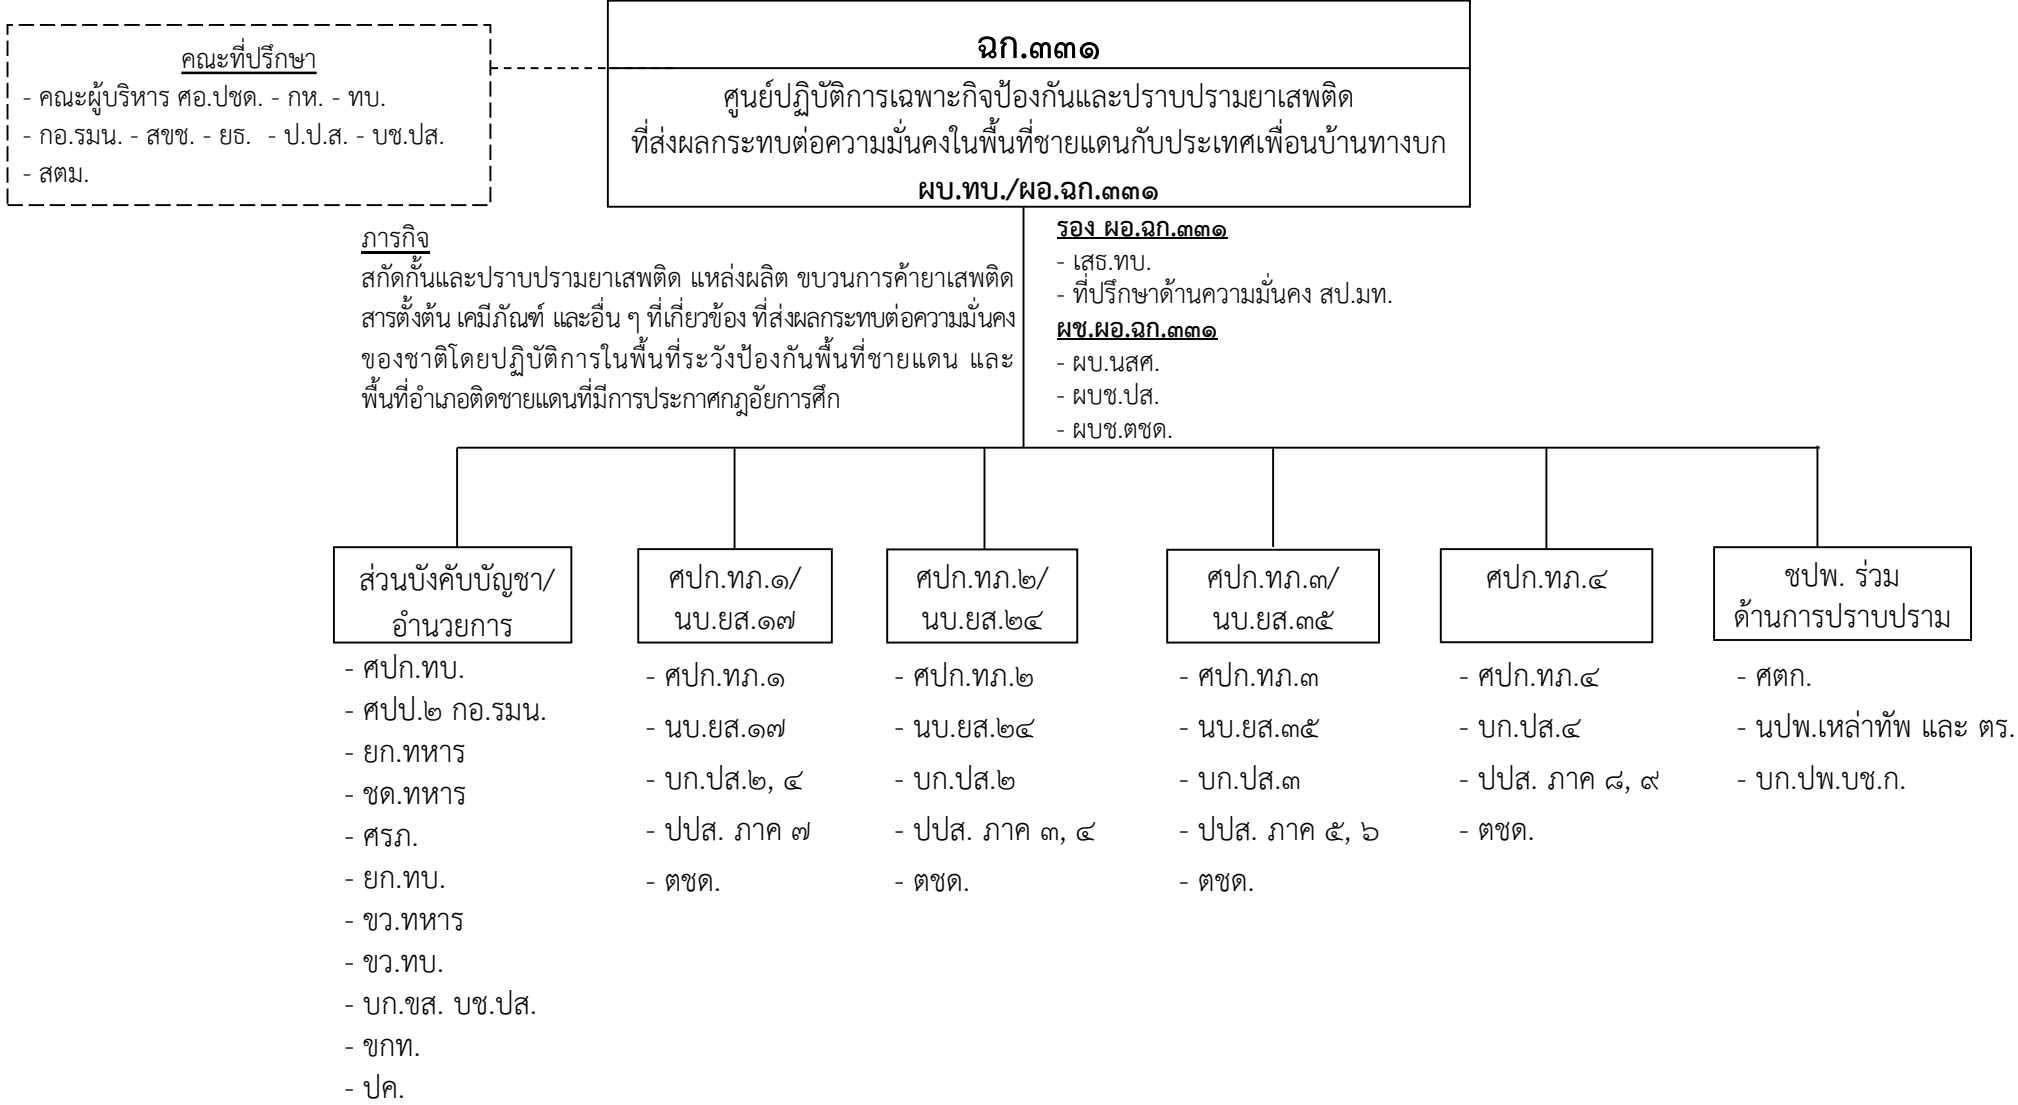 คณะที่ปรึกษา
- คณะผู้บริหาร ศอ.ปชด. - กห. - ทบ.
- กอ.รมน. - สขช. - ยธ. - ป.ป.ส. - บช.ปส.
- สตม.
ฉก.๓๓๑
ศูนย์ปฏิบัติการเฉพาะกิจป้องกันและปราบปรามยาเสพติด
ที่ส่งผลกระทบต่อความมั่นคงในพื้นที่ชายแดนกับประเทศเพื่อนบ้านทางบก
ผบ.ทบ./ผอ.ฉก.๓๓๑
ภารกิจ
สกัดกั้นและปราบปรามยาเสพติด แหล่งผลิต ขบวนการค้ายาเสพติด
สารตั้งต้น เคมีภัณฑ์ และอื่น ๆ ที่เกี่ยวข้อง ที่ส่งผลกระทบต่อความมั่นคง
ของชาติโดยปฏิบัติการในพื้นที่ระวังป้องกันพื้นที่ชายแดน และ
พื้นที่อำเภอติดชายแดนที่มีการประกาศกฎอัยการศึก
รอง ผอ.ฉก.๓๓๑
- เสธ.ทบ.
- ที่ปรึกษาด้านความมั่นคง สป.มท.
ผช.ผอ.ฉก.๓๓๑
- ผบ.นสศ.
- ผบช.ปส.
- ผบช.ตชด.
ส่วนบังคับบัญชา/
อำนวยการ
- ศปก.ทบ.
- ศปป.๒ กอ.รมน.
- ยก.ทหาร
- ชด.ทหาร
- ศรภ.
- ยก.ทบ.
- ขว.ทหาร
- ขว.ทบ.
- บก.ขส. บช.ปส.
- ขกท.
- ปค.
ศปก.ทภ.๑/
นบ.ยส.๑๗
- ศปก.ทภ.๑
- นบ.ยส.๑๗
- บก.ปส.๒, ๔
- ปปส. ภาค ๗
- ตชด.
ศปก.ทภ.๒/
นบ.ยส.๒๔
- ศปก.ทภ.๒
- นบ.ยส.๒๔
- บก.ปส.๒
- ปปส. ภาค ๓, ๔
- ตชด.
ศปก.ทภ.๓/
นบ.ยส.๓๕
- ศปก.ทภ.๓
- นบ.ยส.๓๕
- บก.ปส.๓
- ปปส. ภาค ๕, ๖
- ตชด.
ศปก.ทภ.๔
- ศปก.ทภ.๔
- บก.ปส.๔
- ปปส. ภาค ๘, ๙
- ตชด.
ชปพ. ร่วม
ด้านการปราบปราม
- ศตก.
- นปพ.เหล่าทัพ และ ตร.
- บก.ปพ.บช.ก.